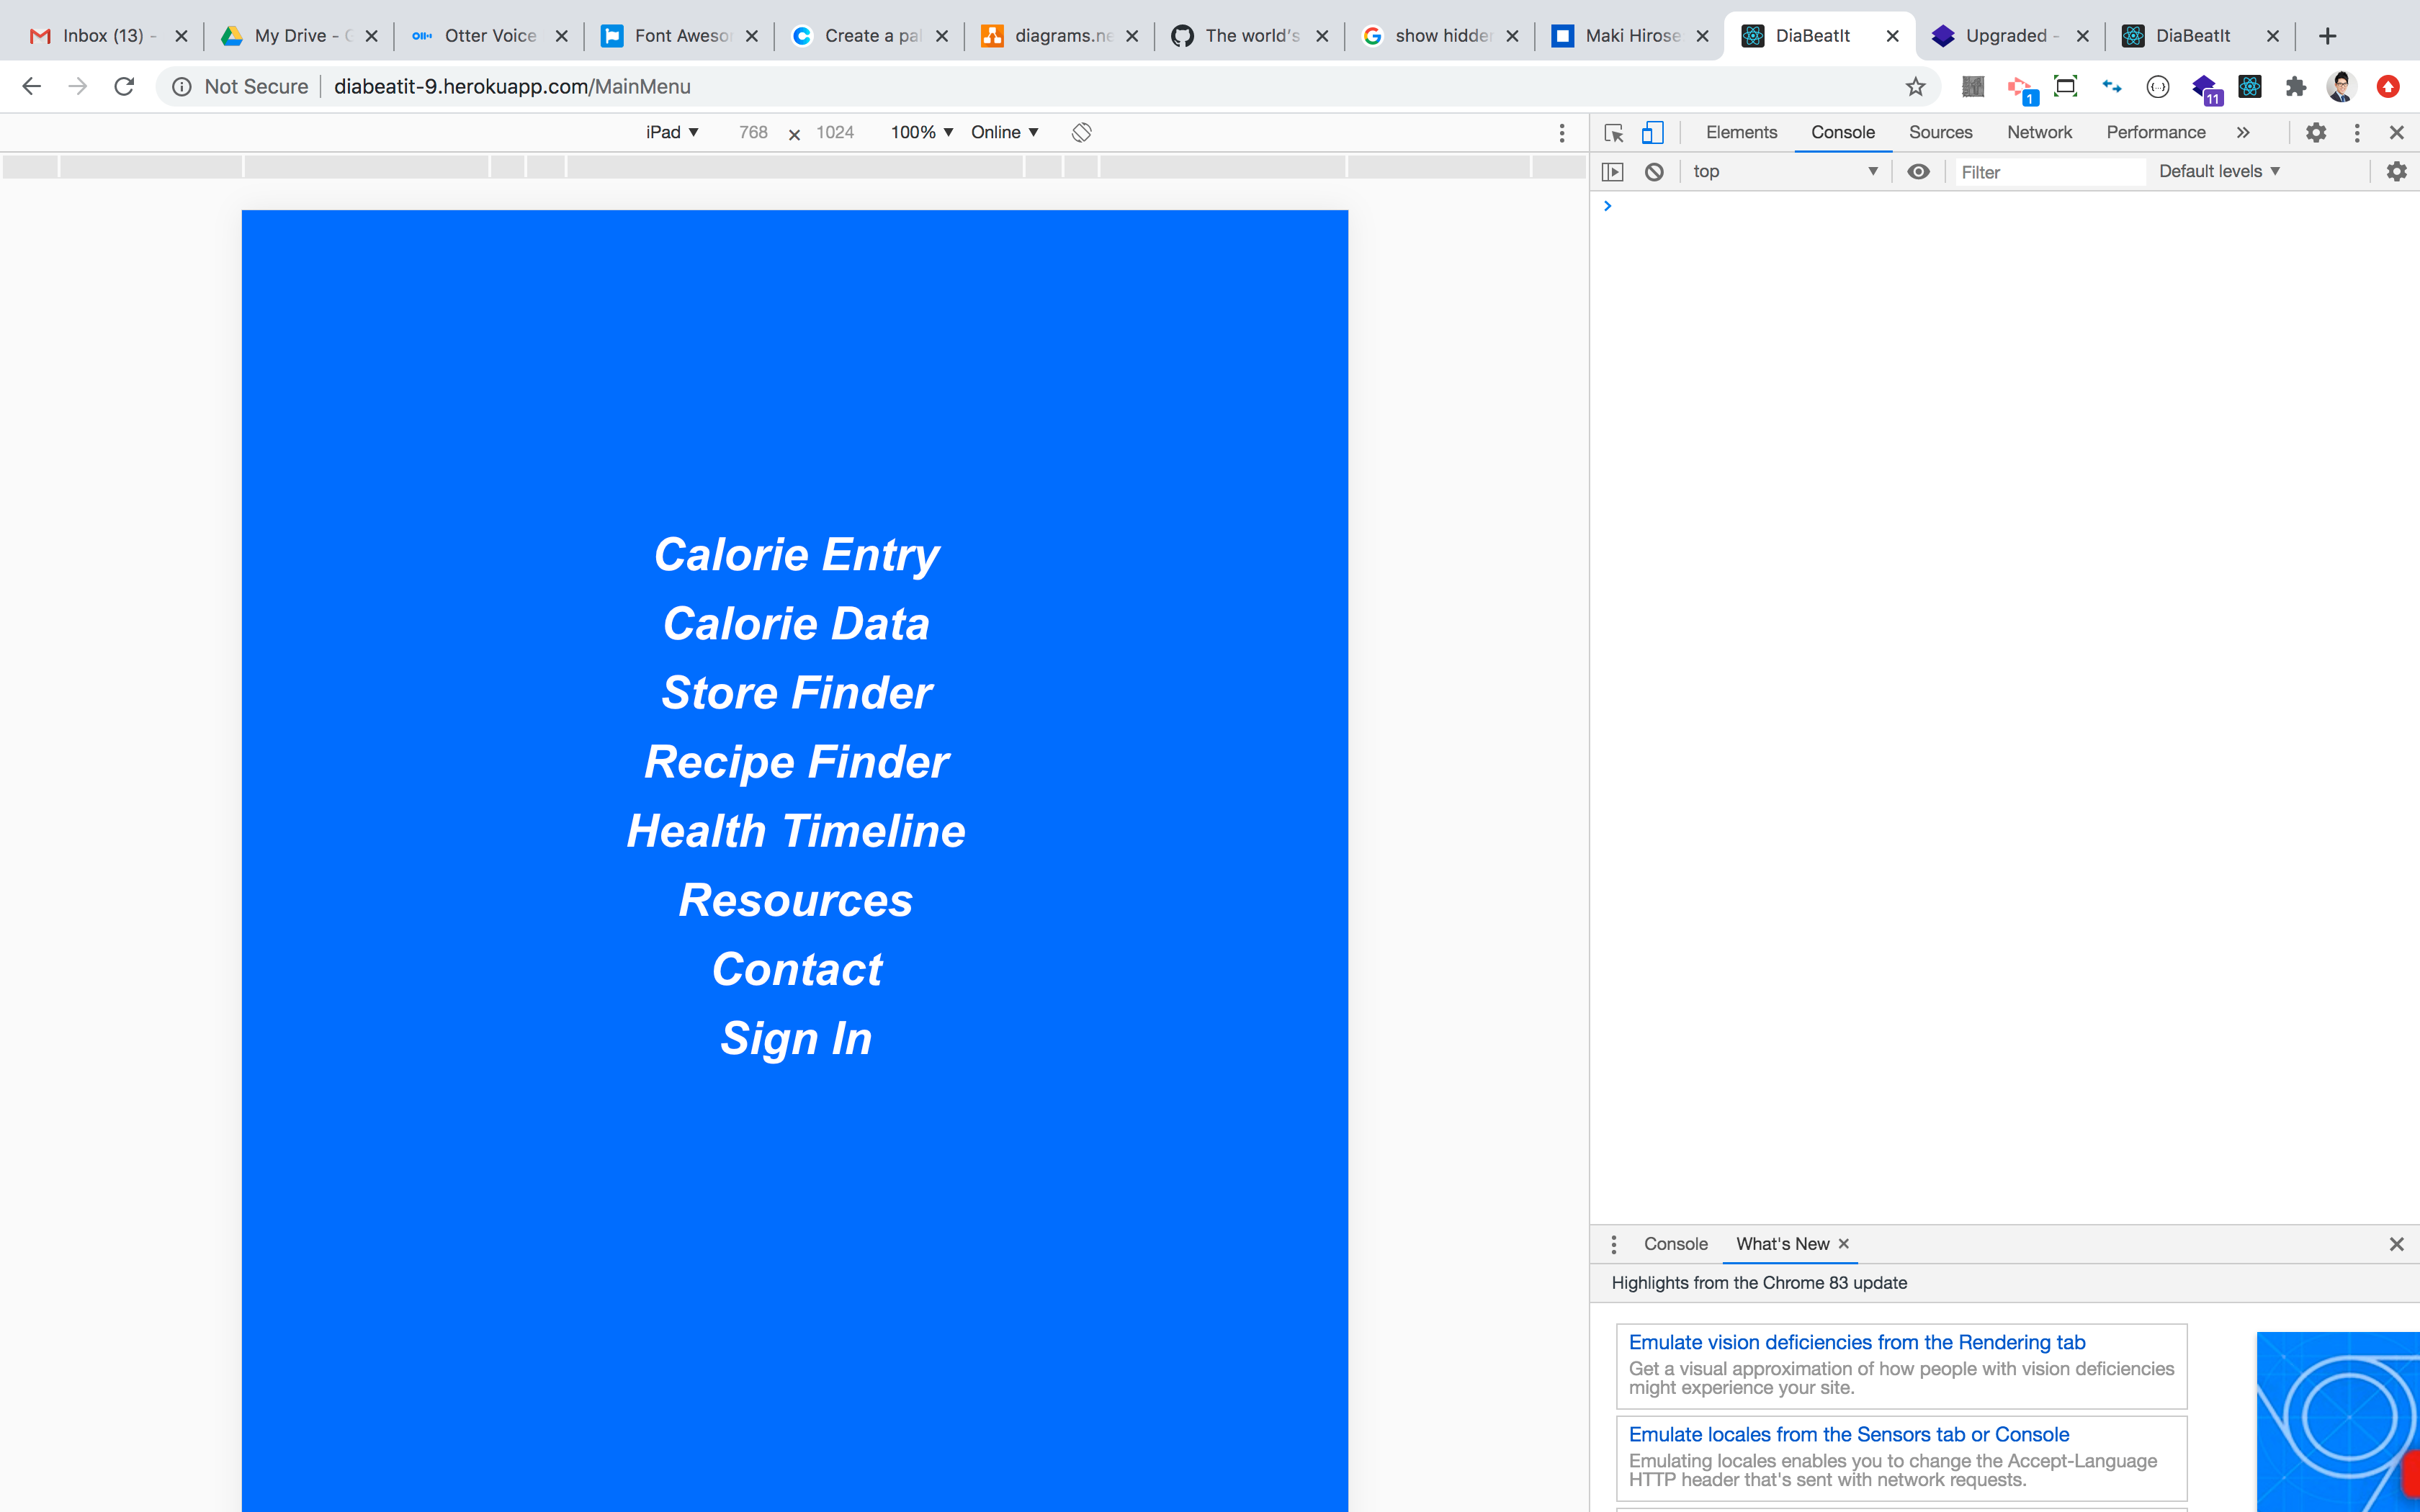 Inbox (13) -
My Drive - G
Otter Voice
Font Aweso
Create a pal
diagrams.ne
The world's
show hidden
Maki Hirose
DiaBeatIt
Upgraded -
DiaBeatIt
Not Secure
diabeatit-9.herokuapp.com/MainMenu
1
{...}
11
iPad 768 × 1024 100% Online
Elements Console Sources Network Performance
top
Filter
Default levels
Calorie Entry
Calorie Data
Store Finder
Recipe Finder
Health Timeline
Resources
Contact
Sign In
Console What's New
Highlights from the Chrome 83 update
Emulate vision deficiencies from the Rendering tab
Get a visual approximation of how people with vision deficiencies
might experience your site.
Emulate locales from the Sensors tab or Console
Emulating locales enables you to change the Accept-Language
HTTP header that's sent with network requests.